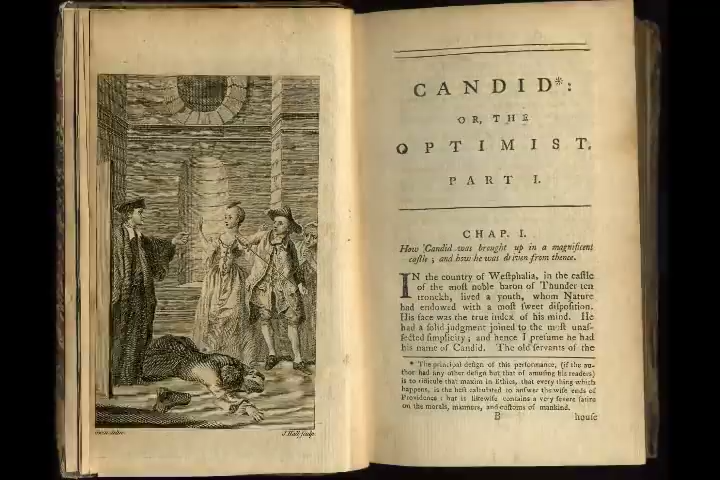 CANDID*:
OR, THE
OPTIMIST.
PART I.
CHAP. I.
How Candid was brought up in a magnificent
caſtle ; and how he was driven from thence.
IN the country of Weſtphalia, in the caſtle
of the moſt noble baron of Thunder ten
tronckh, lived a youth, whom Nature
had endowed with a moſt ſweet diſpoſition.
His face was the true index of his mind. He
had a ſolid judgment joined to the moſt unaf-
fected ſimplicity ; and hence I preſume he had
his name of Candid. The old ſervants of the
* The principal deſign of this performance, (if the au-
thor had any other deſign but that of amuſing his readers)
is to ridicule that maxim in Ethics, that every thing which
happens, is the beſt calculated to anſwer the wiſe ends of
Providence : but it likewiſe contains a very ſevere ſatire
on the morals, manners, and cuſtoms of mankind.
B
houſe
J. Hall ſculp.